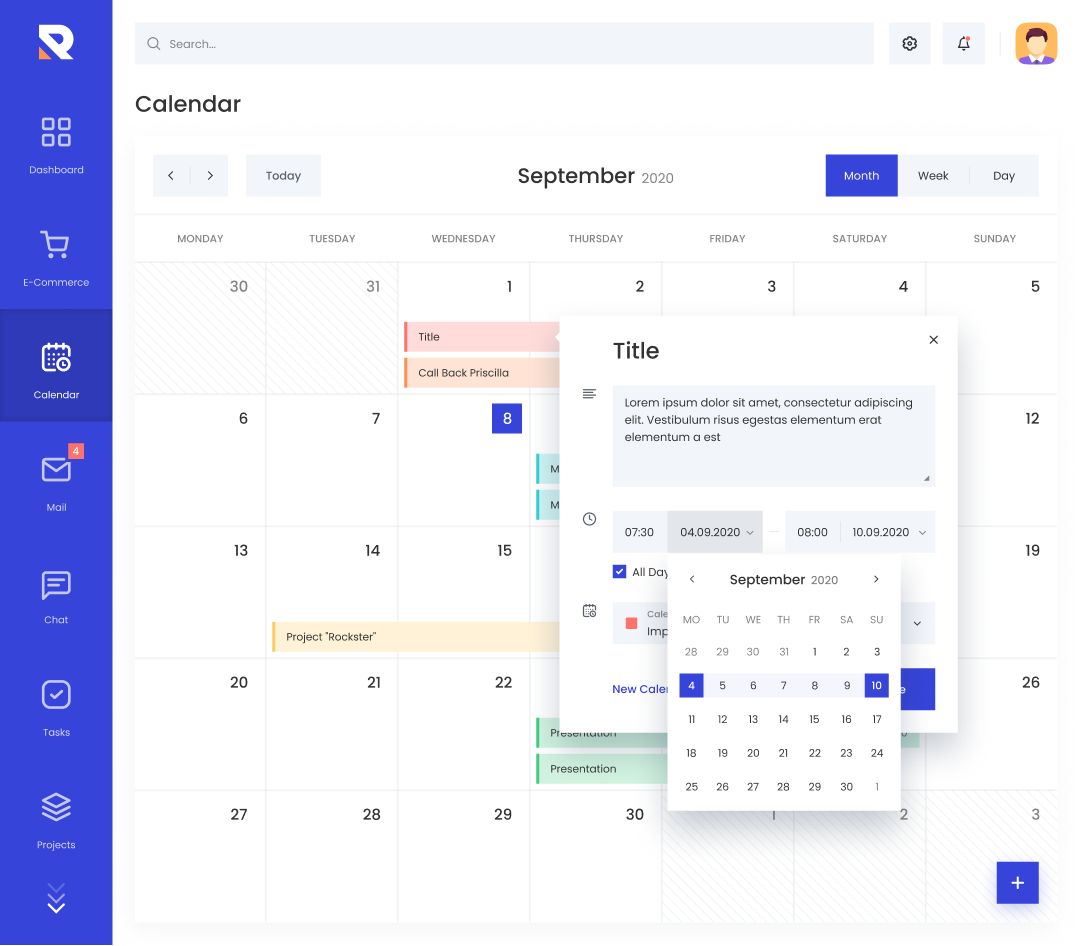 Search...
Calendar
Dashboard
E-Commerce
Calendar
4
Mail
Chat
Tasks
Projects
Today
September 2020
Month
Week
Day
MONDAY TUESDAY WEDNESDAY THURSDAY FRIDAY SATURDAY SUNDAY
30 31 1 2 3 4 5
Title
Call Back Priscilla
6 7 8 12
M
M
13 14 15 19
Project "Rockster"
20 21 22 26
Presentation
Presentation
27 28 29 30 1 2 3
Title
Lorem ipsum dolor sit amet, consectetur adipiscing
elit. Vestibulum risus egestas elementum erat
elementum a est
07:30 04.09.2020 — 08:00 10.09.2020
All Day
Cale
Imp
New Caler
e
September 2020
MO TU WE TH FR SA SU
28 29 30 31 1 2 3
4 5 6 7 8 9 10
11 12 13 14 15 16 17
18 19 20 21 22 23 24
25 26 27 28 29 30 1